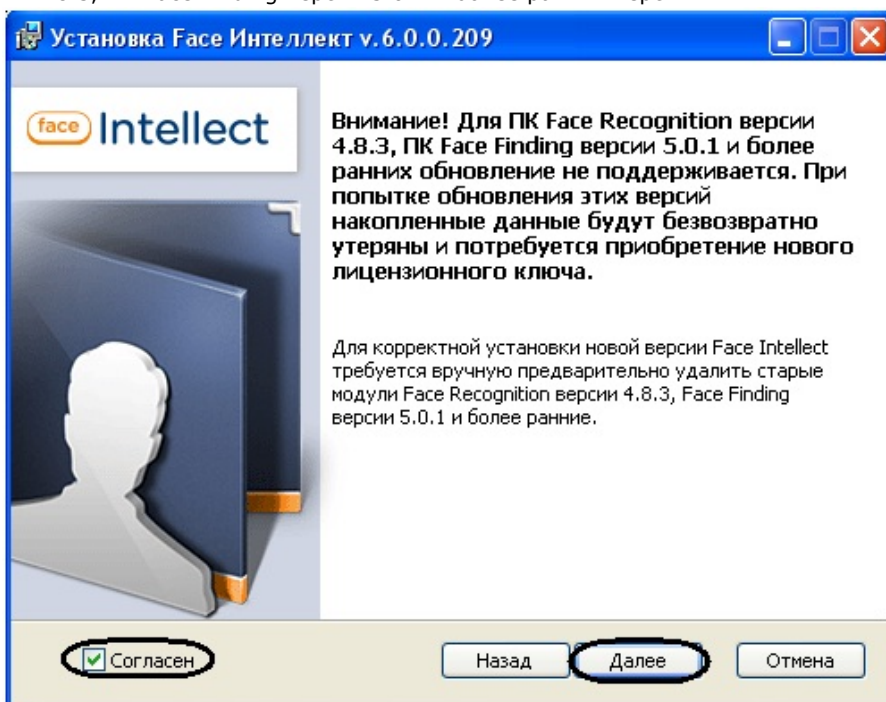 Установка Face Интеллект v.6.0.0.209
face Intellect
Внимание! Для ПК Face Recognition версии
4.8.3, ПК Face Finding версии 5.0.1 и более
ранних обновление не поддерживается. При
попытке обновления этих версий
накопленные данные будут безвозвратно
утеряны и потребуется приобретение нового
лицензионного ключа.
Для корректной установки новой версии Face Intellect
требуется вручную предварительно удалить старые
модули Face Recognition версии 4.8.3, Face Finding
версии 5.0.1 и более ранние.
Согласен
Назад
Далее
Отмена